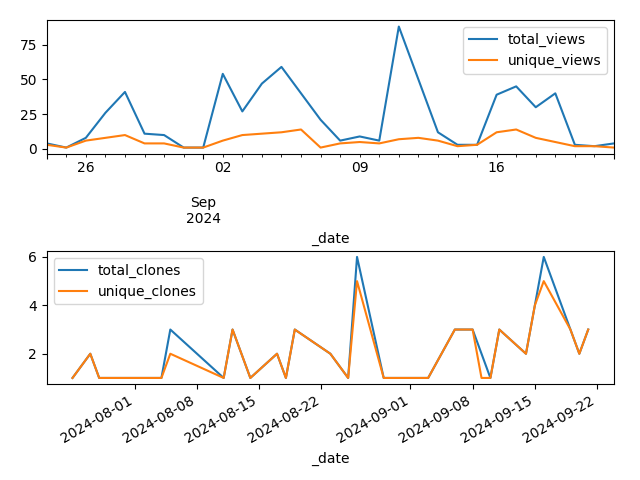 75
50
25
0
total_views
unique_views
26
02
09
16
Sep
2024
_date
6
4
2
total_clones
unique_clones
2024-08-01
2024-08-08
2024-08-15
2024-08-22
2024-09-01
2024-09-08
2024-09-15
2024-09-22
_date